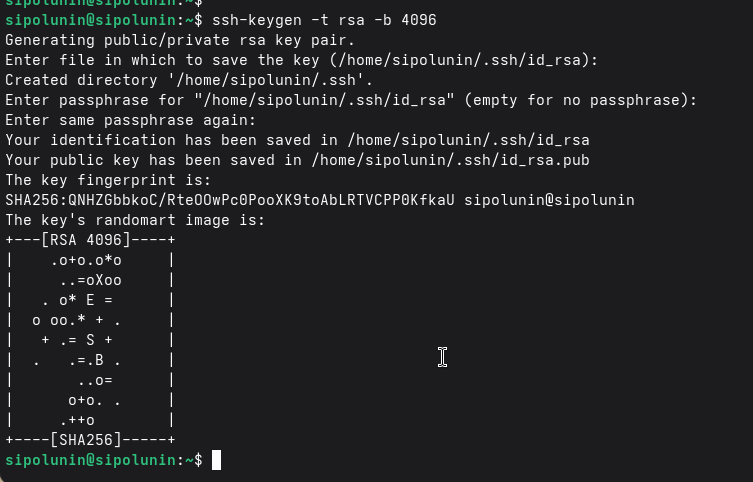 sipolunin@sipolunin:~$
sipolunin@sipolunin:~$ ssh-keygen -t rsa -b 4096
Generating public/private rsa key pair.
Enter file in which to save the key (/home/sipolunin/.ssh/id_rsa):
Created directory '/home/sipolunin/.ssh'.
Enter passphrase for "/home/sipolunin/.ssh/id_rsa" (empty for no passphrase):
Enter same passphrase again:
Your identification has been saved in /home/sipolunin/.ssh/id_rsa
Your public key has been saved in /home/sipolunin/.ssh/id_rsa.pub
The key fingerprint is:
SHA256:QNHZGbbkoC/RteOOwPc0PooXK9toAbLRTVCPP0KfkaU sipolunin@sipolunin
The key's randomart image is:
+---[RSA 4096]----+
|    .o+o.o*o     |
|     ..=oXoo     |
|   . o* E =      |
|  o oo.* + .     |
|   + .= S +      |
|  .   .=.B .     |
|       ..o=      |
|      o+o. .     |
|     .++o        |
+----[SHA256]-----+
sipolunin@sipolunin:~$